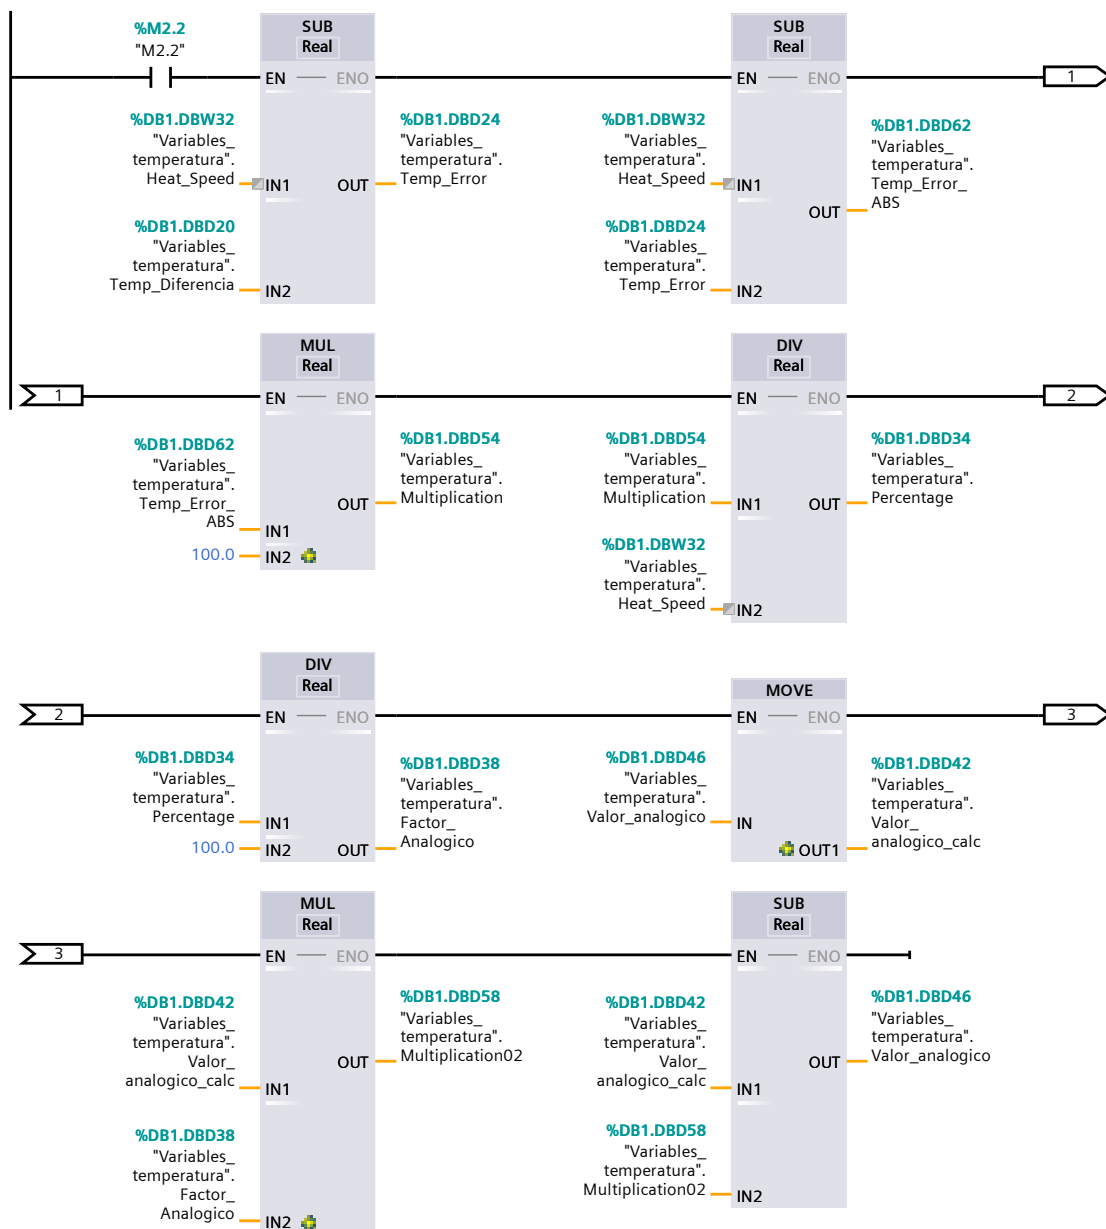 %M2.2
"M2.2"
SUB
Real
EN
ENO
%DB1.DBW32
"Variables_
temperatura".
Heat_Speed
IN1
%DB1.DBD20
"Variables_
temperatura".
Temp_Diferencia
IN2
OUT
%DB1.DBD24
"Variables_
temperatura".
Temp_Error
SUB
Real
EN
ENO
1
%DB1.DBW32
"Variables_
temperatura".
Heat_Speed
IN1
%DB1.DBD24
"Variables_
temperatura".
Temp_Error
IN2
OUT
%DB1.DBD62
"Variables_
temperatura".
Temp_Error_
ABS
1
MUL
Real
EN
ENO
%DB1.DBD62
"Variables_
temperatura".
Temp_Error_
ABS
IN1
100.0
IN2
OUT
%DB1.DBD54
"Variables_
temperatura".
Multiplication
DIV
Real
EN
ENO
2
%DB1.DBD54
"Variables_
temperatura".
Multiplication
IN1
%DB1.DBW32
"Variables_
temperatura".
Heat_Speed
IN2
OUT
%DB1.DBD34
"Variables_
temperatura".
Percentage
2
DIV
Real
EN
ENO
%DB1.DBD34
"Variables_
temperatura".
Percentage
IN1
100.0
IN2
OUT
%DB1.DBD38
"Variables_
temperatura".
Factor_
Analogico
MOVE
EN
ENO
3
%DB1.DBD46
"Variables_
temperatura".
Valor_analogico
IN
OUT1
%DB1.DBD42
"Variables_
temperatura".
Valor_
analogico_calc
3
MUL
Real
EN
ENO
%DB1.DBD42
"Variables_
temperatura".
Valor_
analogico_calc
IN1
%DB1.DBD38
"Variables_
temperatura".
Factor_
Analogico
IN2
OUT
%DB1.DBD58
"Variables_
temperatura".
Multiplication02
SUB
Real
EN
ENO
%DB1.DBD42
"Variables_
temperatura".
Valor_
analogico_calc
IN1
%DB1.DBD58
"Variables_
temperatura".
Multiplication02
IN2
OUT
%DB1.DBD46
"Variables_
temperatura".
Valor_analogico